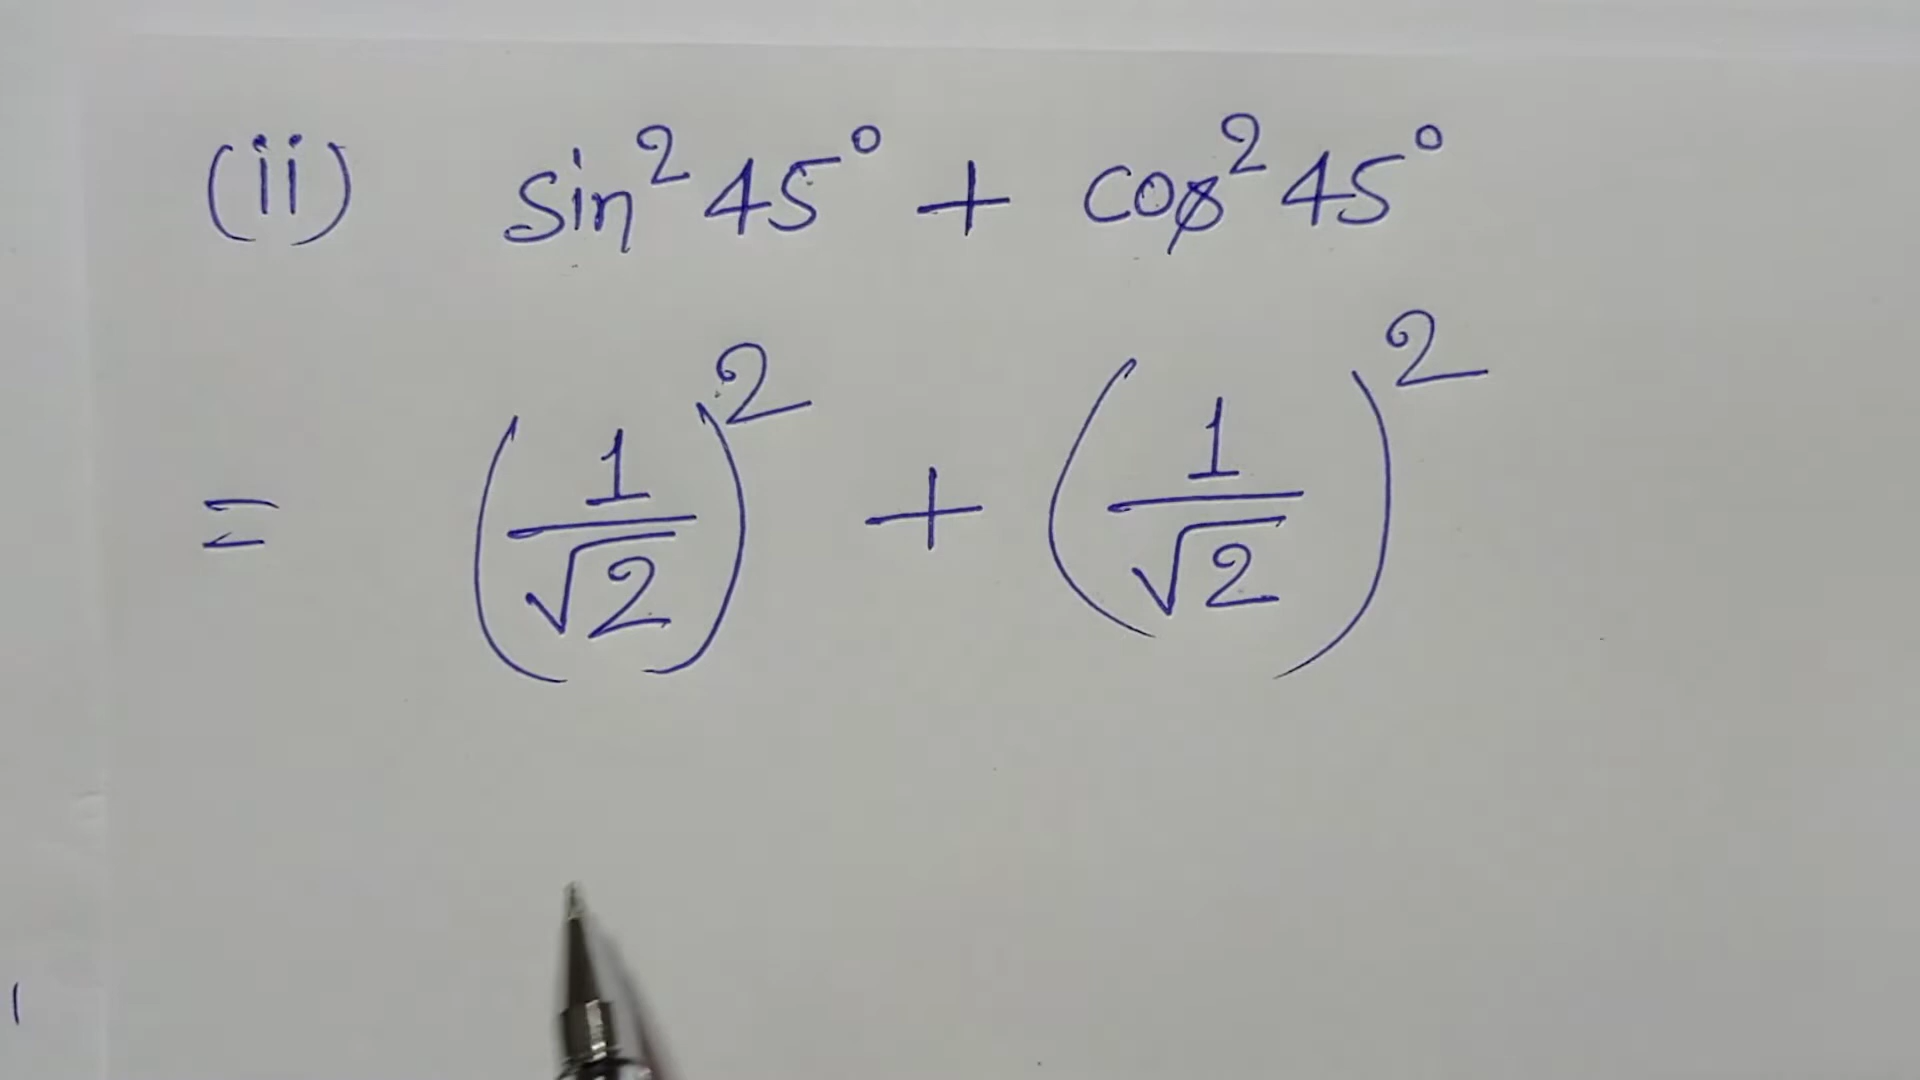 (ii) sin²45° + cos²45°
= (1/√2)² + (1/√2)²